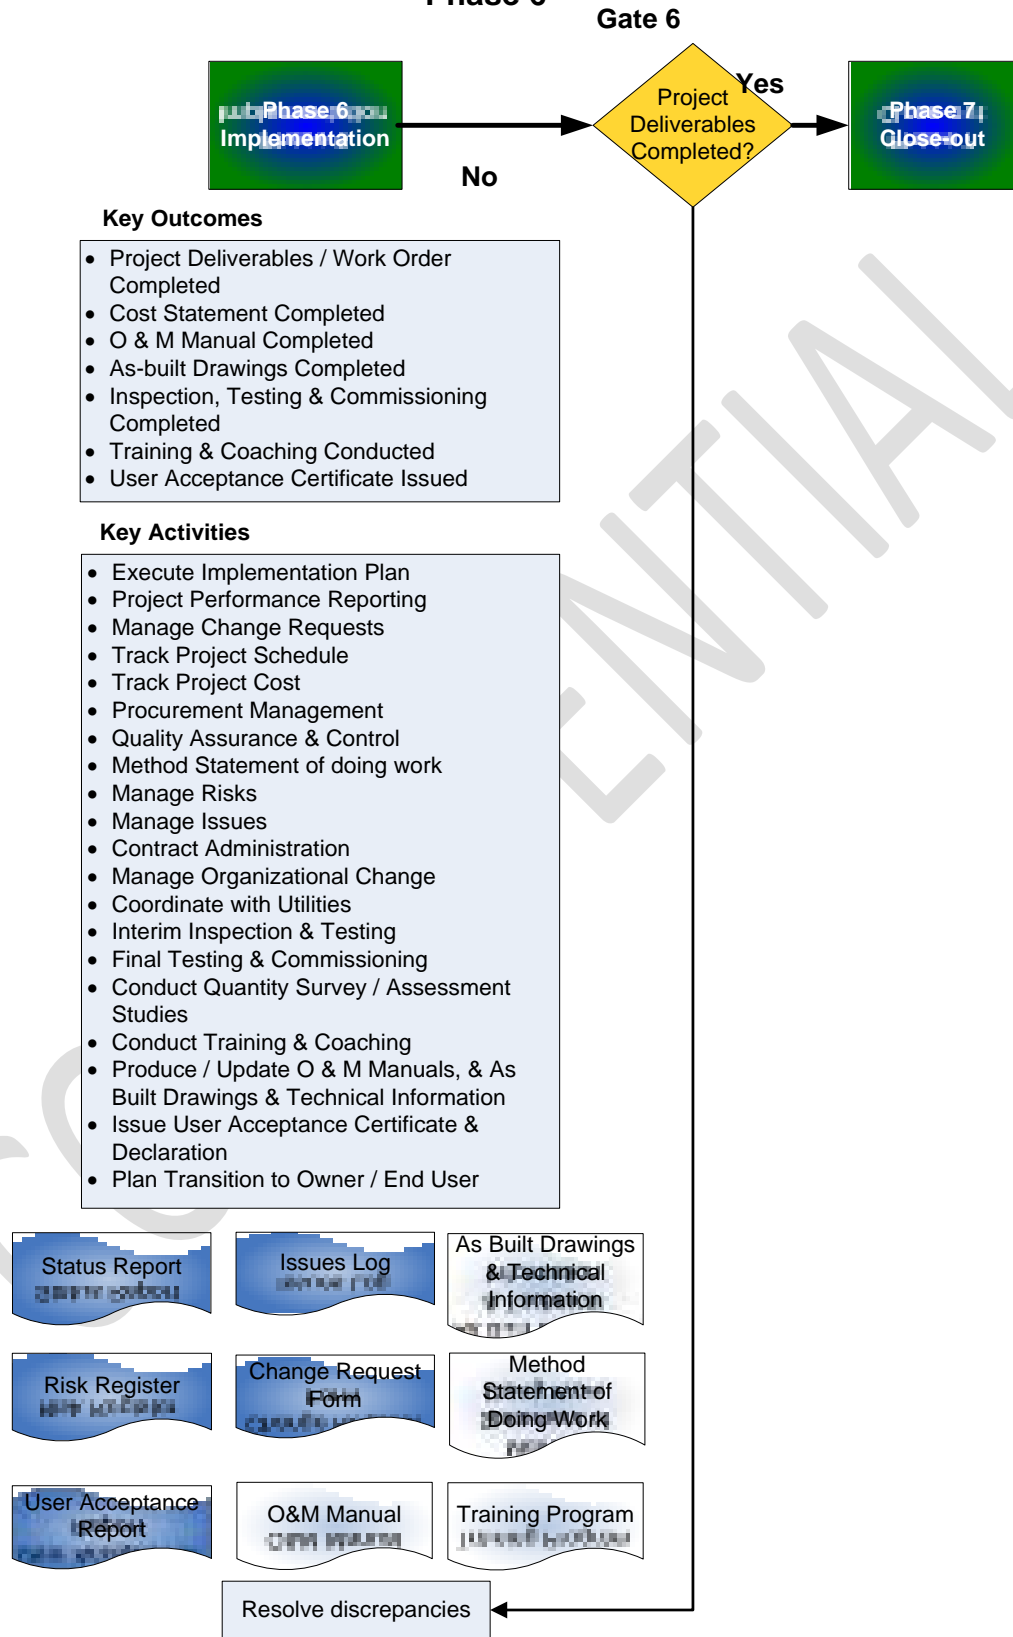 Phase 6
Gate 6
Phase 6
Implementation
Project
Deliverables
Completed?
Yes
Phase 7
Close-out
No
Key Outcomes
• Project Deliverables / Work Order
Completed
• Cost Statement Completed
• O & M Manual Completed
• As-built Drawings Completed
• Inspection, Testing & Commissioning
Completed
• Training & Coaching Conducted
• User Acceptance Certificate Issued
Key Activities
• Execute Implementation Plan
• Project Performance Reporting
• Manage Change Requests
• Track Project Schedule
• Track Project Cost
• Procurement Management
• Quality Assurance & Control
• Method Statement of doing work
• Manage Risks
• Manage Issues
• Contract Administration
• Manage Organizational Change
• Coordinate with Utilities
• Interim Inspection & Testing
• Final Testing & Commissioning
• Conduct Quantity Survey / Assessment
Studies
• Conduct Training & Coaching
• Produce / Update O & M Manuals, & As
Built Drawings & Technical Information
• Issue User Acceptance Certificate &
Declaration
• Plan Transition to Owner / End User
Status Report
Issues Log
As Built Drawings
& Technical
Information
Risk Register
Change Request
Form
Method
Statement of
Doing Work
User Acceptance
Report
O&M Manual
Training Program
Resolve discrepancies